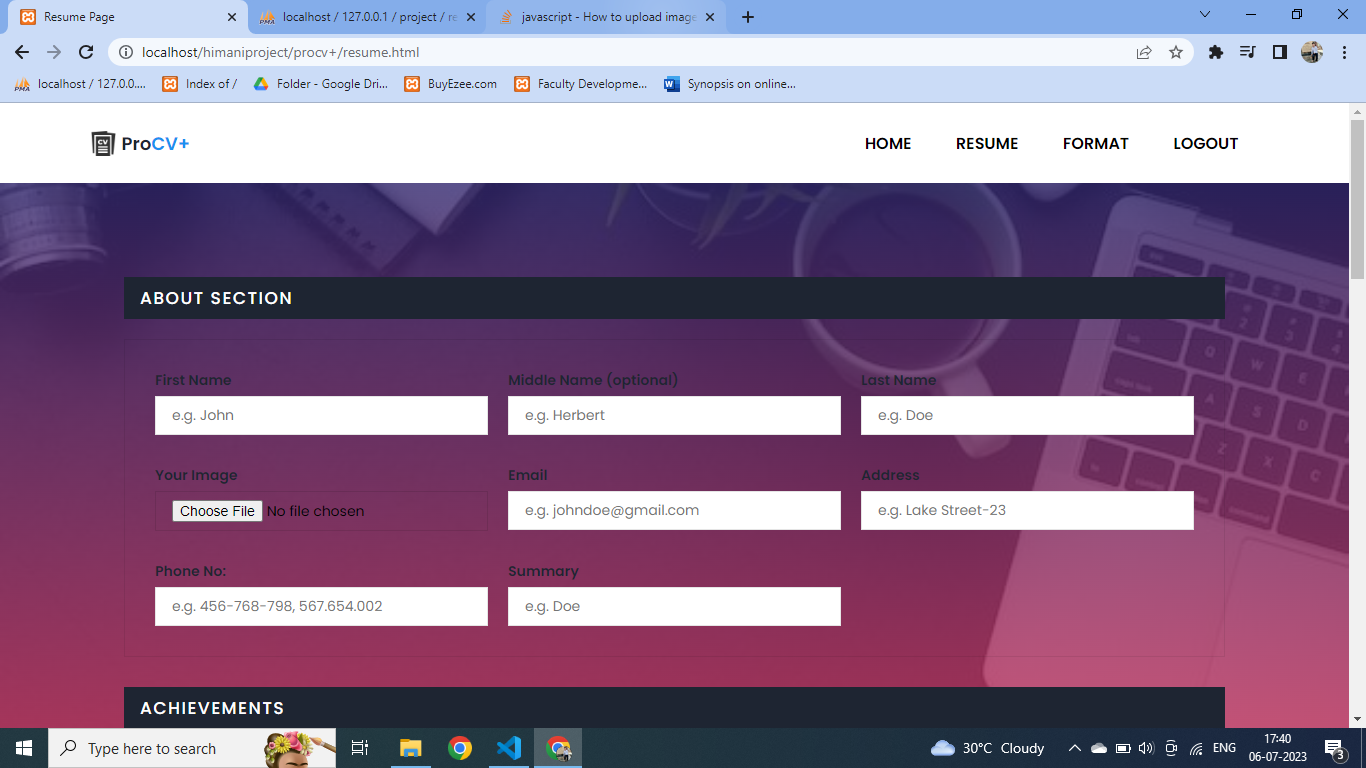 Resume Page
localhost / 127.0.0.1 / project / re
javascript - How to upload image
localhost/himaniproject/procv+/resume.html
PMA localhost / 127.0.0.... Index of / Folder - Google Dri... BuyEzee.com Faculty Developme... Synopsis on online...
CV ProCV+ HOME RESUME FORMAT LOGOUT
ABOUT SECTION
First Name Middle Name (optional) Last Name
e.g. John e.g. Herbert e.g. Doe
Your Image Email Address
Choose File No file chosen e.g. johndoe@gmail.com e.g. Lake Street-23
Phone No: Summary
e.g. 456-768-798, 567.654.002 e.g. Doe
ACHIEVEMENTS
Type here to search 30°C Cloudy ENG 17:40
06-07-2023 3